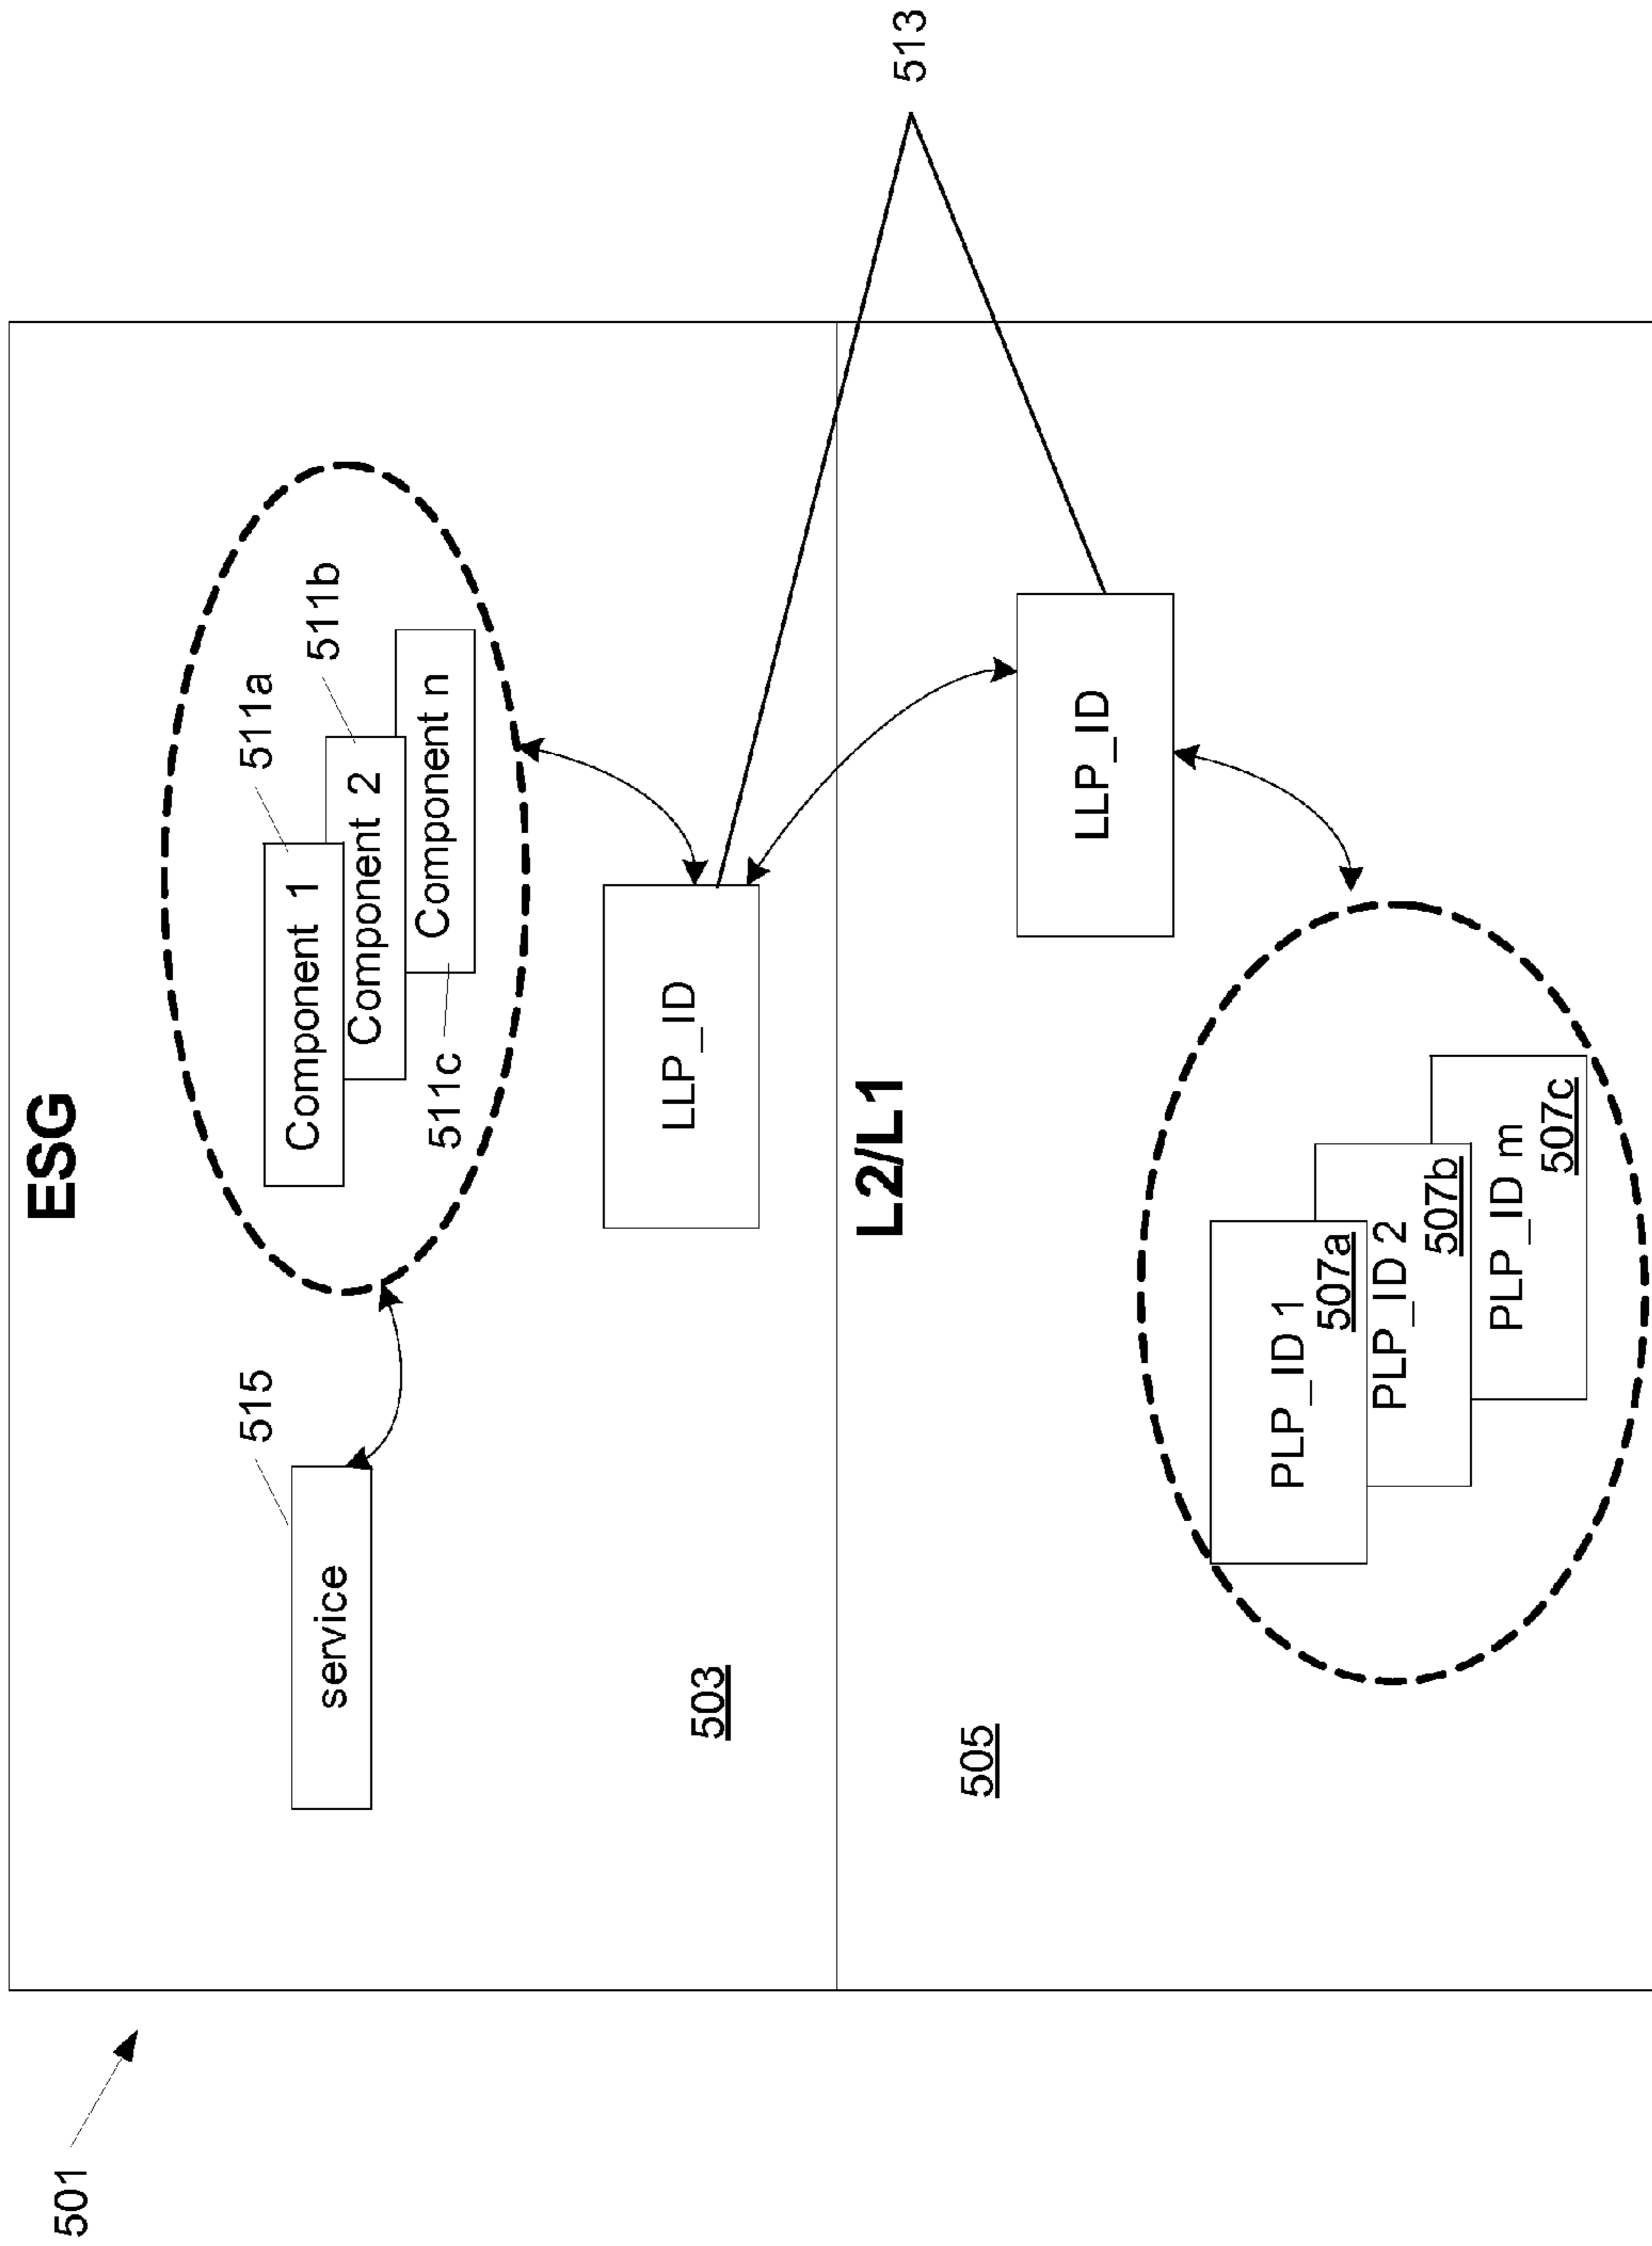 501
ESG
515
service
511a
Component 1
511b
Component 2
Component n
511c
LLP_ID
503
513
L2/L1
505
LLP_ID
PLP_ID 1
507a
PLP_ID 2
507b
PLP_ID m
507c